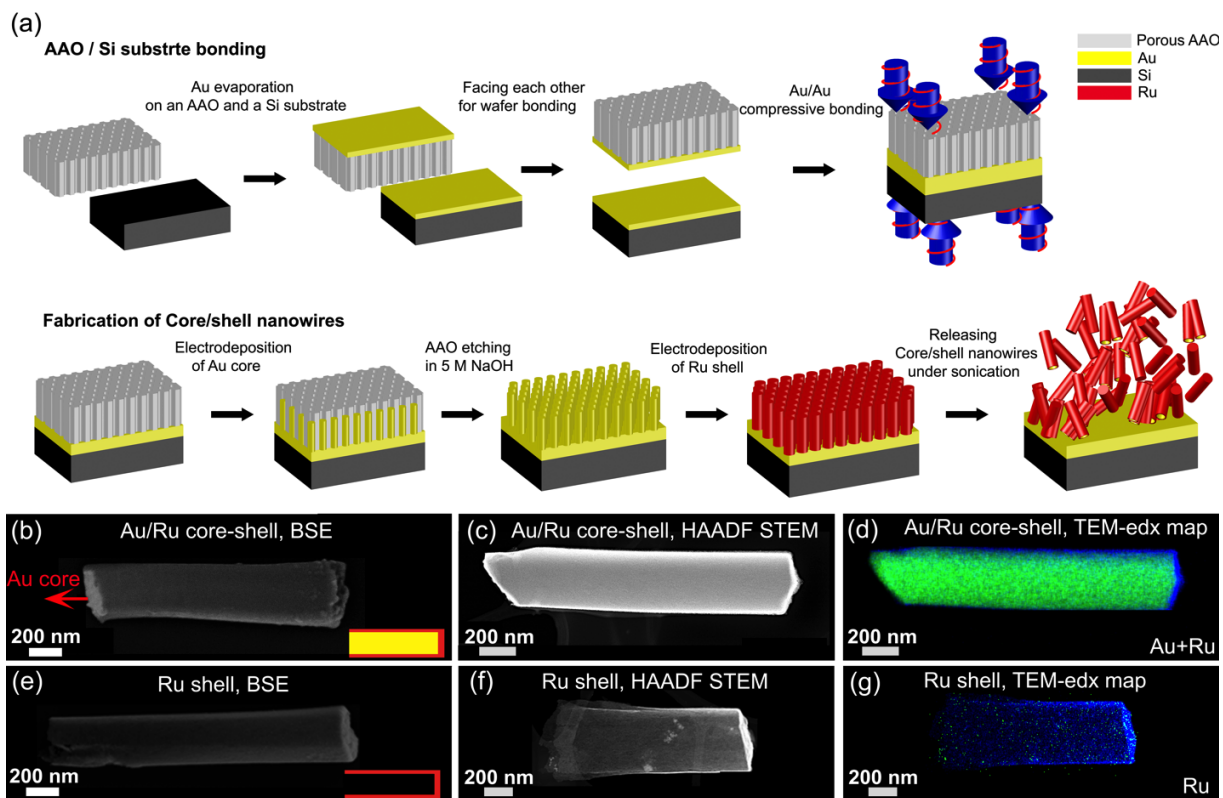 (a)
AAO / Si substrte bonding
Au evaporation
on an AAO and a Si substrate
Facing each other
for wafer bonding
Au/Au
compressive bonding
Porous AAO
Au
Si
Ru
Fabrication of Core/shell nanowires
Electrodeposition
of Au core
AAO etching
in 5 M NaOH
Electrodeposition
of Ru shell
Releasing
Core/shell nanowires
under sonication
(b)
Au/Ru core-shell, BSE
Au core
200 nm
(c)
Au/Ru core-shell, HAADF STEM
200 nm
(d)
Au/Ru core-shell, TEM-edx map
200 nm
Au+Ru
(e)
Ru shell, BSE
200 nm
(f)
Ru shell, HAADF STEM
200 nm
(g)
Ru shell, TEM-edx map
200 nm
Ru